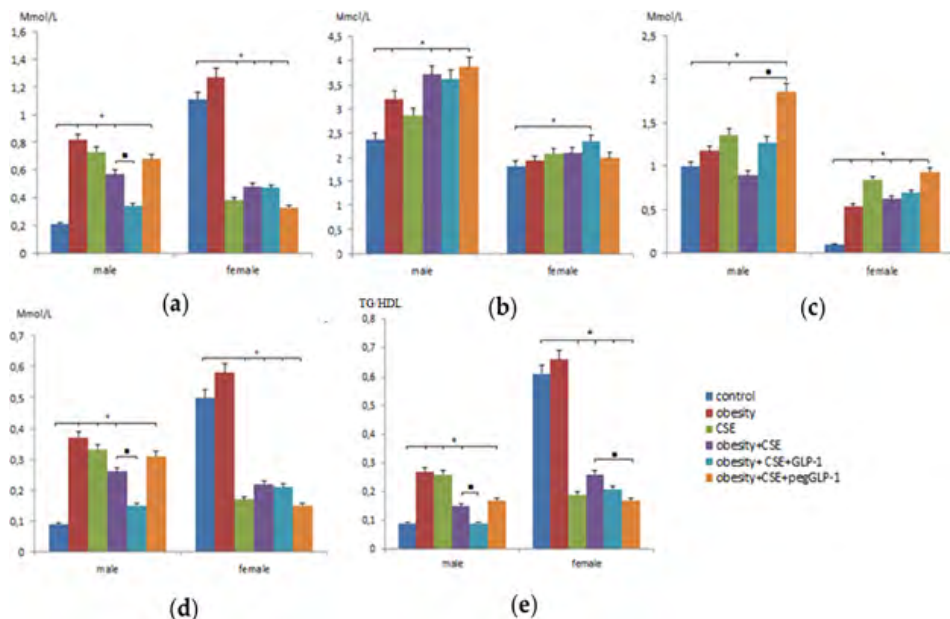 Mmol/L
1,6
1,4
1,2
1
0,8
0,6
0,4
0,2
0
*
*
■
male
female
(a)
Mmol/L
4,5
4
3,5
3
2,5
2
1,5
1
0,5
0
*
*
male
female
(b)
Mmol/L
2,5
2
1,5
1
0,5
0
*
■
*
male
female
(c)
Mmol/L
0,7
0,6
0,5
0,4
0,3
0,2
0,1
0
*
■
*
male
female
(d)
TG/HDL
0,8
0,7
0,6
0,5
0,4
0,3
0,2
0,1
0
*
■
*
■
male
female
(e)
control
obesity
CSE
obesity+CSE
obesity+ CSE+GLP-1
obesity+CSE+pegGLP-1